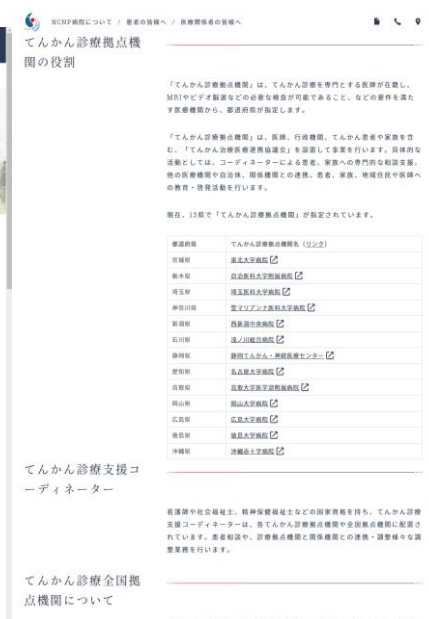 NCNP病院について / 患者の皆様へ / 医療関係者の皆様へ
てんかん診療拠点機
関の役割
「てんかん診療拠点機関」は、てんかん診療を専門とする医師が在籍し、
MRIやビデオ脳波などの必要な検査が可能であること、などの要件を満た
す医療機関から、都道府県が指定します。
「てんかん診療拠点機関」は、医師、行政機関、てんかん患者や家族を含
む、「てんかん治療医療連携協議会」を設置して事業を行います。具体的な
活動としては、コーディネーターによる患者、家族への専門的な相談支援、
他の医療機関や自治体、関係機関との連携、患者、家族、地域住民や医師へ
の教育・啓発活動を行います。
現在、13県で「てんかん診療拠点機関」が指定されています。
都道府県 てんかん診療拠点機関名（リンク）
宮城県 東北大学病院
栃木県 自治医科大学附属病院
埼玉県 埼玉医科大学病院
神奈川県 聖マリアンナ医科大学病院
新潟県 西新潟中央病院
石川県 浅ノ川総合病院
静岡県 静岡てんかん・神経医療センター
愛知県 名古屋大学病院
鳥取県 鳥取大学医学部附属病院
岡山県 岡山大学病院
広島県 広島大学病院
徳島県 徳島大学病院
沖縄県 沖縄赤十字病院
てんかん診療支援コ
ーディネーター
看護師や社会福祉士、精神保健福祉士などの国家資格を持ち、てんかん診療
支援コーディネーターは、各てんかん診療拠点機関や全国拠点機関に配置さ
れています。患者相談や、診療拠点機関と関係機関との連携・調整様々な調
整業務を行います。
てんかん診療全国拠
点機関について